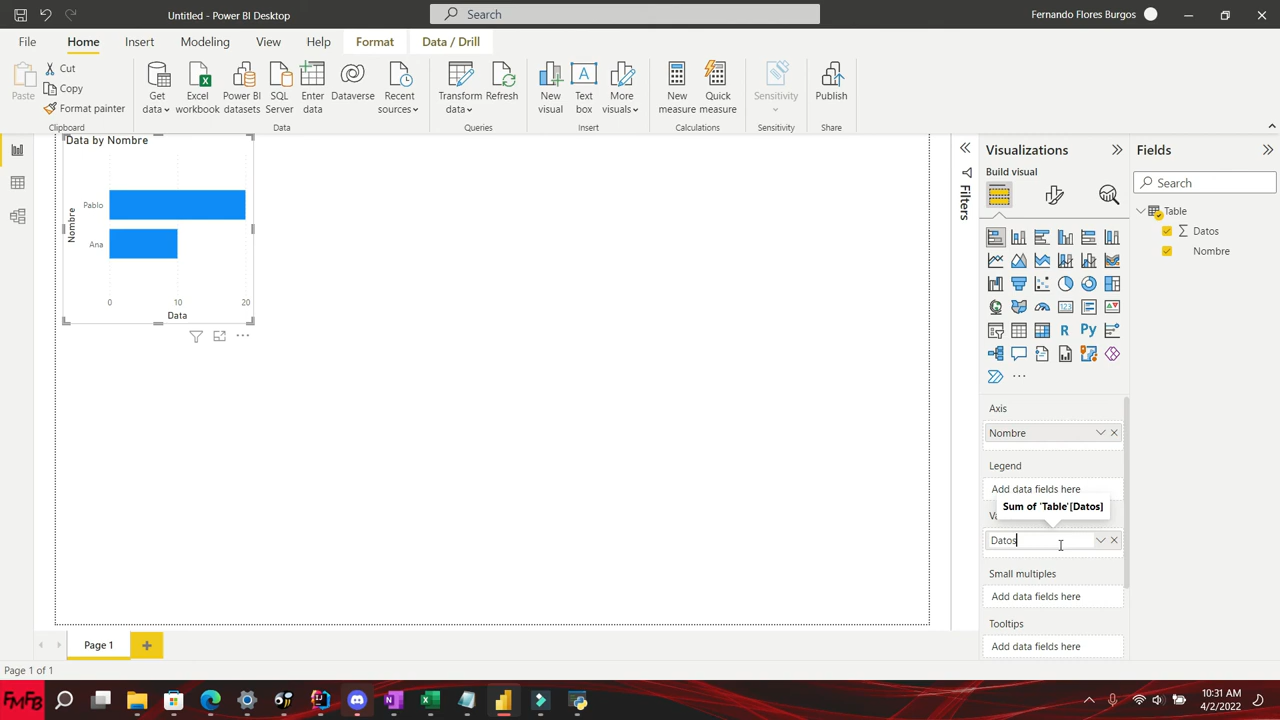 Untitled - Power BI Desktop
Search
Fernando Flores Burgos
File
Home
Insert
Modeling
View
Help
Format
Data / Drill
Paste
Cut
Copy
Format painter
Clipboard
Get data
Excel workbook
Power BI datasets
SQL Server
Enter data
Dataverse
Recent sources
Data
Transform data
Refresh
Queries
New visual
Text box
More visuals
Insert
New measure
Quick measure
Calculations
Sensitivity
Sensitivity
Publish
Share
Data by Nombre
Nombre
Pablo
Ana
0
10
20
Data
Filters
Visualizations
Build visual
123
R
Py
Axis
Nombre
Legend
Add data fields here
Sum of 'Table'[Datos]
Va
Datos
Small multiples
Add data fields here
Tooltips
Add data fields here
Fields
Search
Table
Datos
Nombre
Page 1
Page 1 of 1
FMFB
10:31 AM
4/2/2022